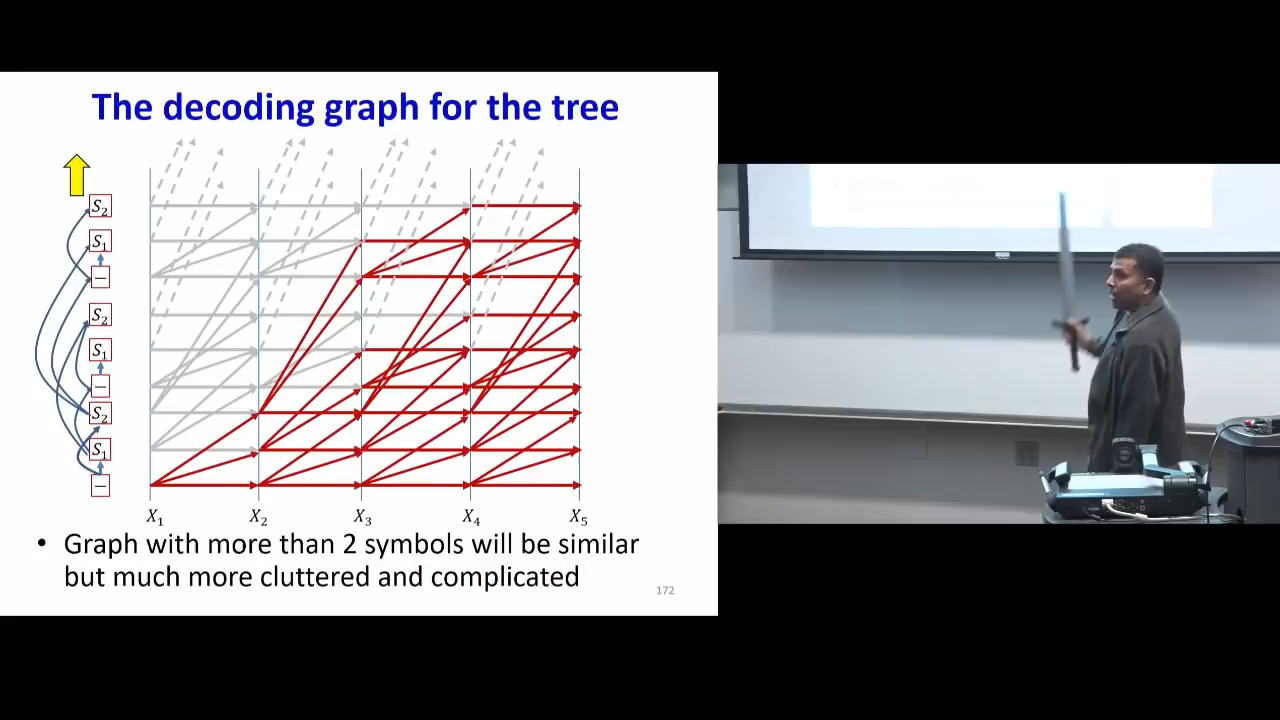 The decoding graph for the tree
S₂
S₁
–
S₂
S₁
–
S₂
S₁
–
X₁ X₂ X₃ X₄ X₅
• Graph with more than 2 symbols will be similar
but much more cluttered and complicated
172